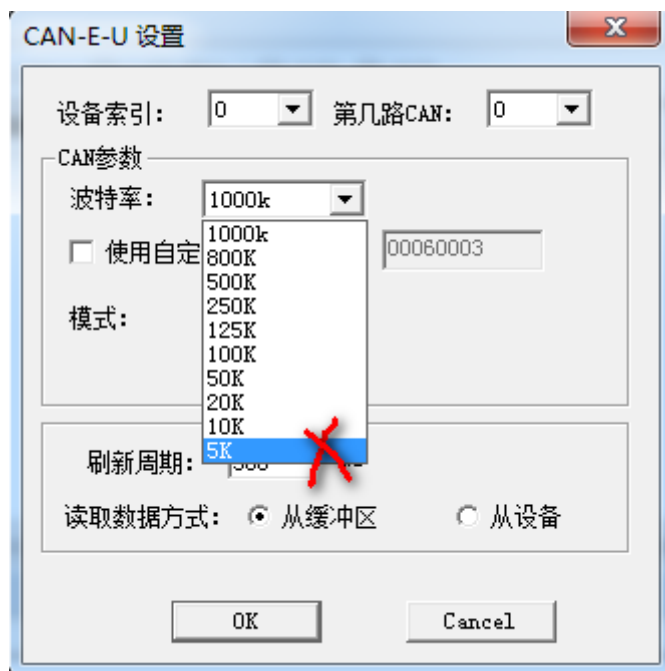 CAN-E-U 设置
设备索引: 0 第几路CAN: 0
CAN参数
波特率: 1000k
1000k
使用自定 800K 00060003
500K
250K
模式: 125K
100K
50K
20K
10K
5K
刷新周期:
读取数据方式: 从缓冲区 从设备
OK Cancel